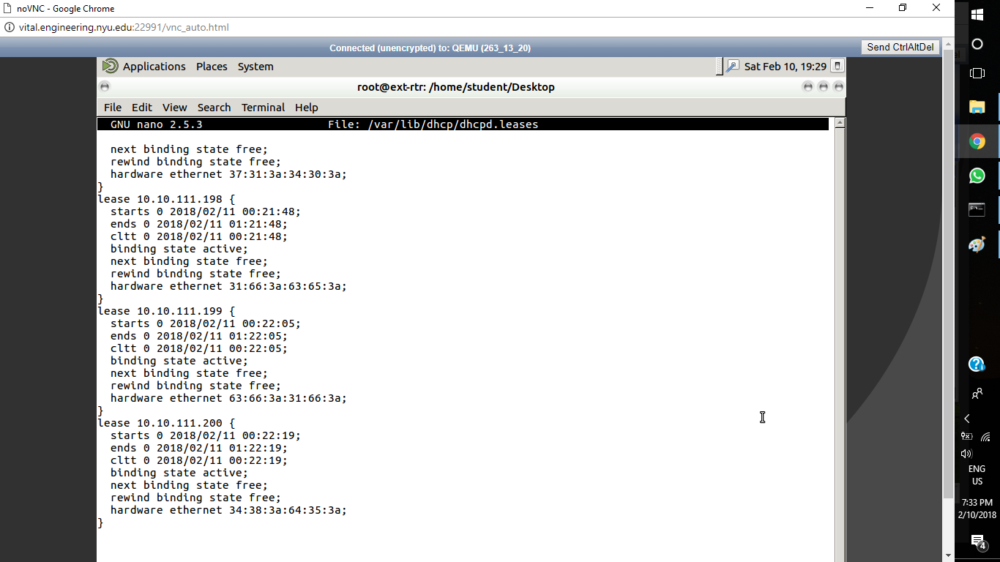 noVNC - Google Chrome
vital.engineering.nyu.edu:22991/vnc_auto.html
Connected (unencrypted) to: QEMU (263_13_20)
Send CtrlAltDel
Applications Places System
Sat Feb 10, 19:29
root@ext-rtr: /home/student/Desktop
File Edit View Search Terminal Help
GNU nano 2.5.3 File: /var/lib/dhcp/dhcpd.leases
next binding state free;
rewind binding state free;
hardware ethernet 37:31:3a:34:30:3a;
}
lease 10.10.111.198 {
starts 0 2018/02/11 00:21:48;
ends 0 2018/02/11 01:21:48;
cltt 0 2018/02/11 00:21:48;
binding state active;
next binding state free;
rewind binding state free;
hardware ethernet 31:66:3a:63:65:3a;
}
lease 10.10.111.199 {
starts 0 2018/02/11 00:22:05;
ends 0 2018/02/11 01:22:05;
cltt 0 2018/02/11 00:22:05;
binding state active;
next binding state free;
rewind binding state free;
hardware ethernet 63:66:3a:31:66:3a;
}
lease 10.10.111.200 {
starts 0 2018/02/11 00:22:19;
ends 0 2018/02/11 01:22:19;
cltt 0 2018/02/11 00:22:19;
binding state active;
next binding state free;
rewind binding state free;
hardware ethernet 34:38:3a:64:35:3a;
}
ENG
US
7:33 PM
2/10/2018
4